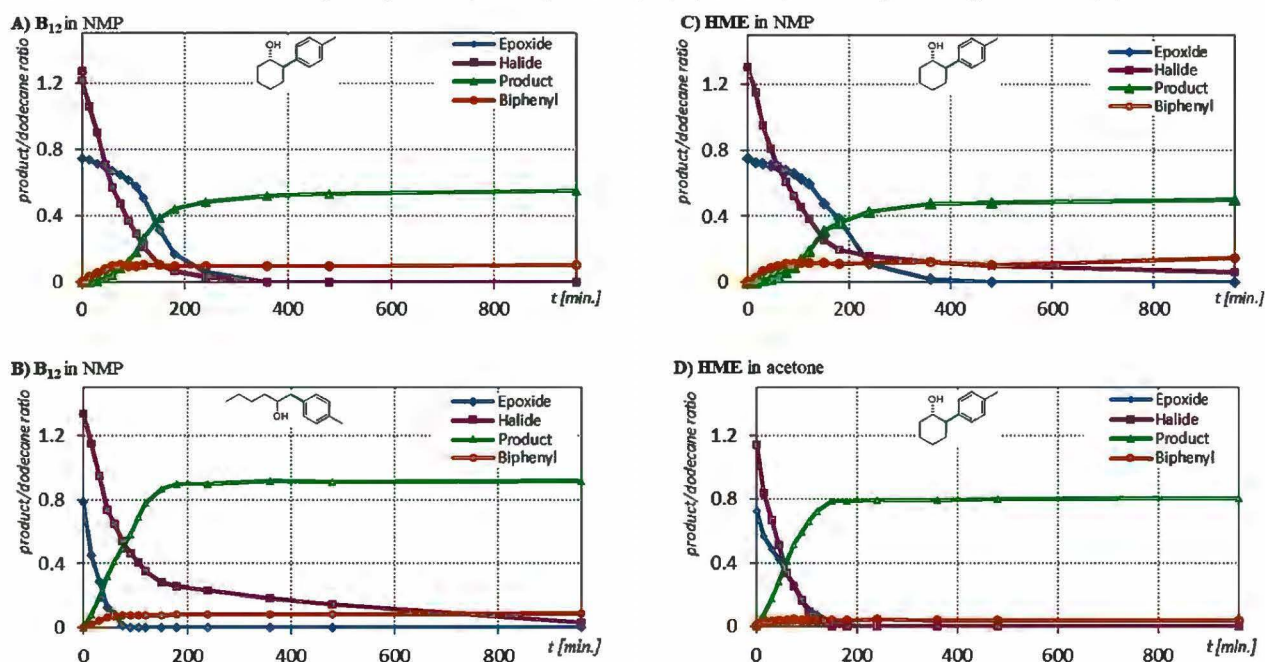 A) B12 in NMP
product/dodecane ratio
1.2
0.8
0.4
0
OH
Epoxide
Halide
Product
Biphenyl
0
200
400
600
800
t [min.]
C) HME in NMP
product/dodecane ratio
1.2
0.8
0.4
0
OH
Epoxide
Halide
Product
Biphenyl
0
200
400
600
800
t [min.]
B) B12 in NMP
product/dodecane ratio
1.2
0.8
0.4
0
OH
Epoxide
Halide
Product
Biphenyl
0
200
400
600
800
t [min.]
D) HME in acetone
product/dodecane ratio
1.2
0.8
0.4
0
OH
Epoxide
Halide
Product
Biphenyl
0
200
400
600
800
t [min.]